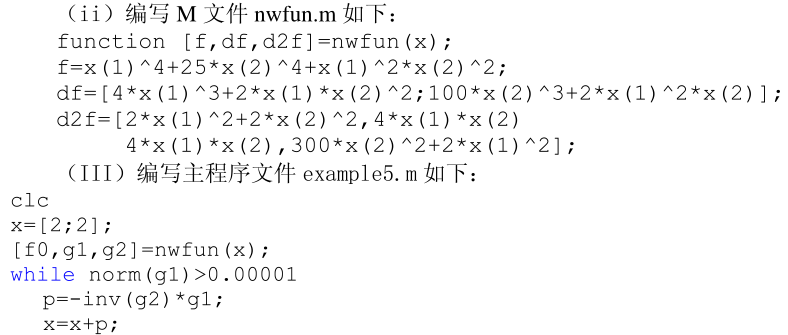 （ii）编写 M 文件 nwfun.m 如下：
function [f,df,d2f]=nwfun(x);
f=x(1)^4+25*x(2)^4+x(1)^2*x(2)^2;
df=[4*x(1)^3+2*x(1)*x(2)^2;100*x(2)^3+2*x(1)^2*x(2)];
d2f=[2*x(1)^2+2*x(2)^2,4*x(1)*x(2)
4*x(1)*x(2),300*x(2)^2+2*x(1)^2];
（III）编写主程序文件 example5.m 如下：
clc
x=[2;2];
[f0,g1,g2]=nwfun(x);
while norm(g1)>0.00001
p=-inv(g2)*g1;
x=x+p;